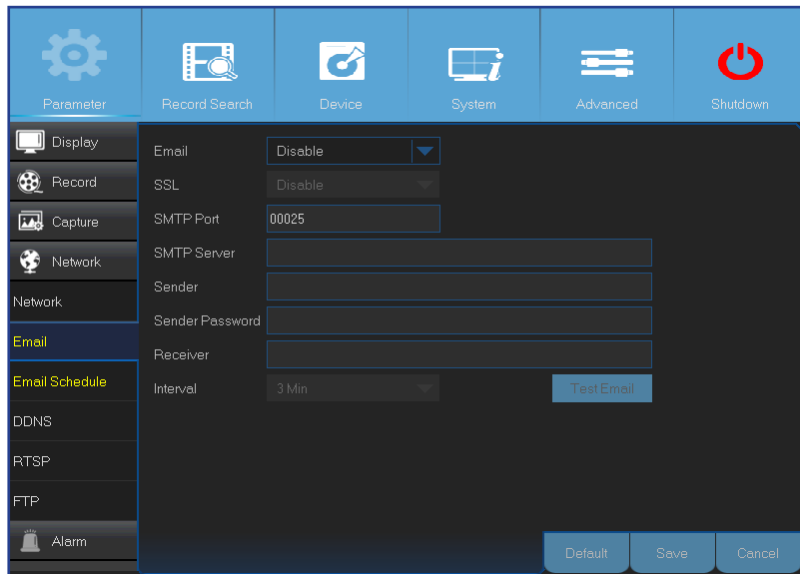 Parameter
Record Search
Device
System
Advanced
Shutdown
Display
Record
Capture
Network
Network
Email
Email Schedule
DDNS
RTSP
FTP
Alarm
Email Disable
SSL Disable
SMTP Port 00025
SMTP Server
Sender
Sender Password
Receiver
Interval 3 Min Test Email
Default Save Cancel